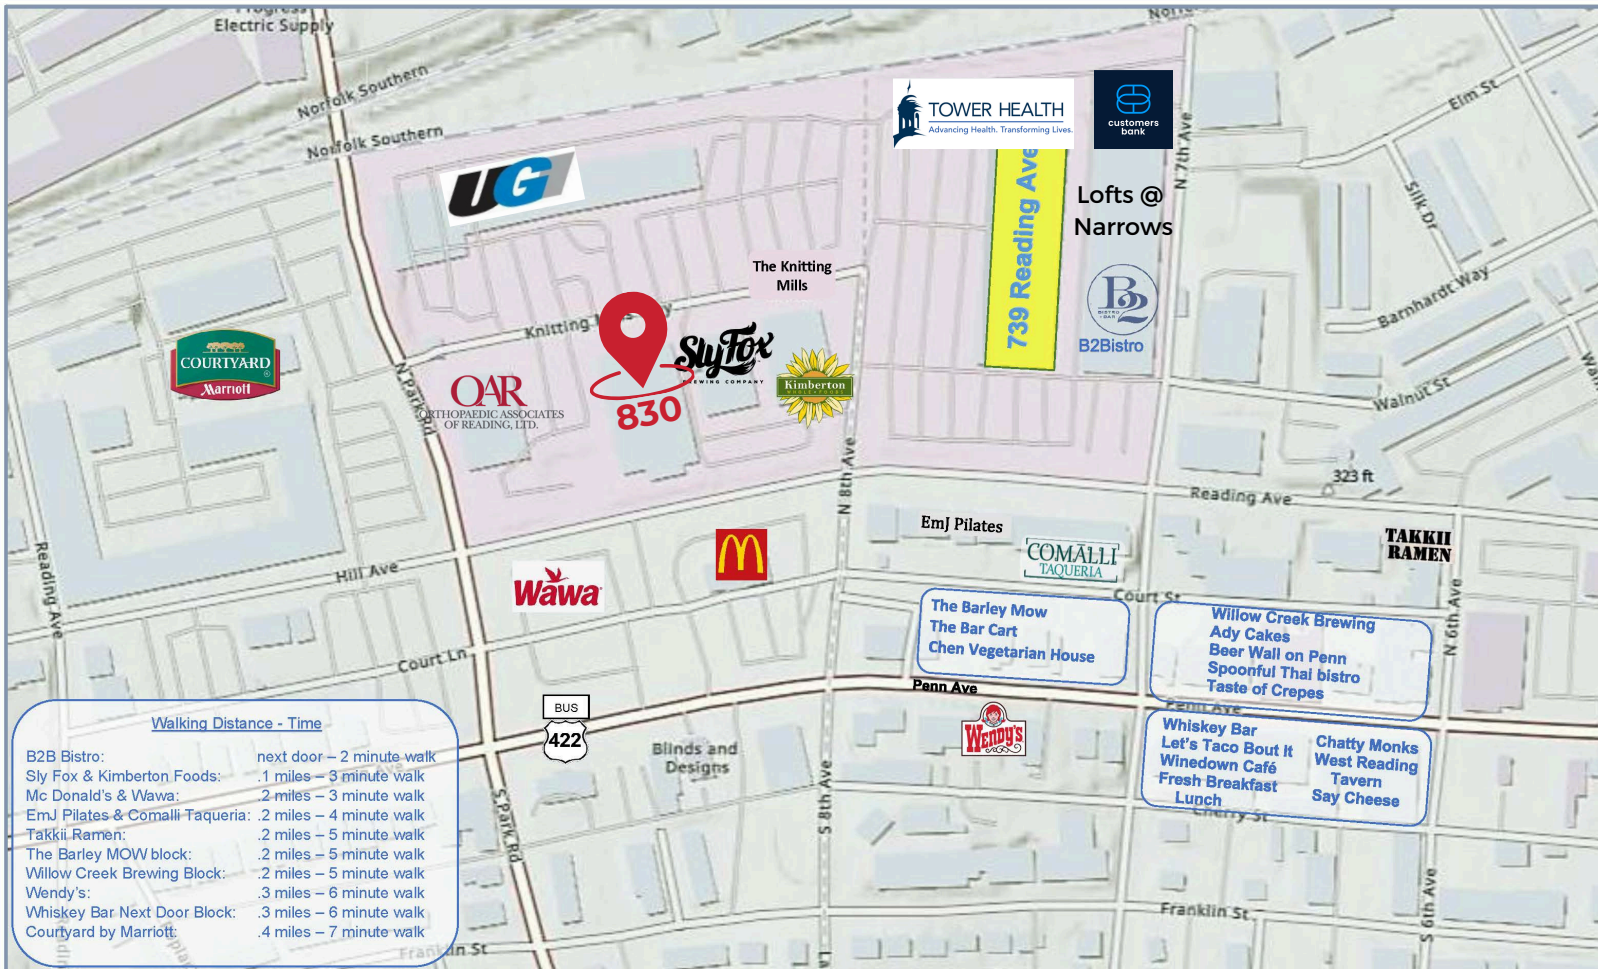 Progress
Electric Supply
Norfolk Southern
Norfolk Southern
UGI
TOWER HEALTH
Advancing Health. Transforming Lives.
customers
bank
N 7th Ave
Elm St
Silk Dr
Lofts @
Narrows
739 Reading Ave
The Knitting
Mills
B2
BISTRO
BAR
B2Bistro
Barnhardt Way
Knitting
COURTYARD
Marriott
N Park Rd
OAR
ORTHOPAEDIC ASSOCIATES
OF READING, LTD.
830
Sly Fox
BREWING COMPANY
Kimberton
WHOLE FOODS
Walnut St
N 8th Ave
323 ft
Reading Ave
EmJ Pilates
COMALLI
TAQUERIA
TAKKII
RAMEN
Reading Ave
Hill Ave
Wawa
Court St
N 6th Ave
The Barley Mow
The Bar Cart
Chen Vegetarian House
Willow Creek Brewing
Ady Cakes
Beer Wall on Penn
Spoonful Thai bistro
Taste of Crepes
Court Ln
Penn Ave
Penn Ave
BUS
422
Blinds and
Designs
WENDY'S
Whiskey Bar
Let's Taco Bout It
Winedown Café
Fresh Breakfast
Lunch
Chatty Monks
West Reading
Tavern
Say Cheese
Cherry St
S 8th Ave
S Park Rd
Walking Distance - Time
B2B Bistro: next door – 2 minute walk
Sly Fox & Kimberton Foods: .1 miles – 3 minute walk
Mc Donald's & Wawa: .2 miles – 3 minute walk
EmJ Pilates & Comalli Taqueria: .2 miles – 4 minute walk
Takkii Ramen: .2 miles – 5 minute walk
The Barley MOW block: .2 miles – 5 minute walk
Willow Creek Brewing Block: .2 miles – 5 minute walk
Wendy's: .3 miles – 6 minute walk
Whiskey Bar Next Door Block: .3 miles – 6 minute walk
Courtyard by Marriott: .4 miles – 7 minute walk
Franklin St
Franklin St
S 6th Ave